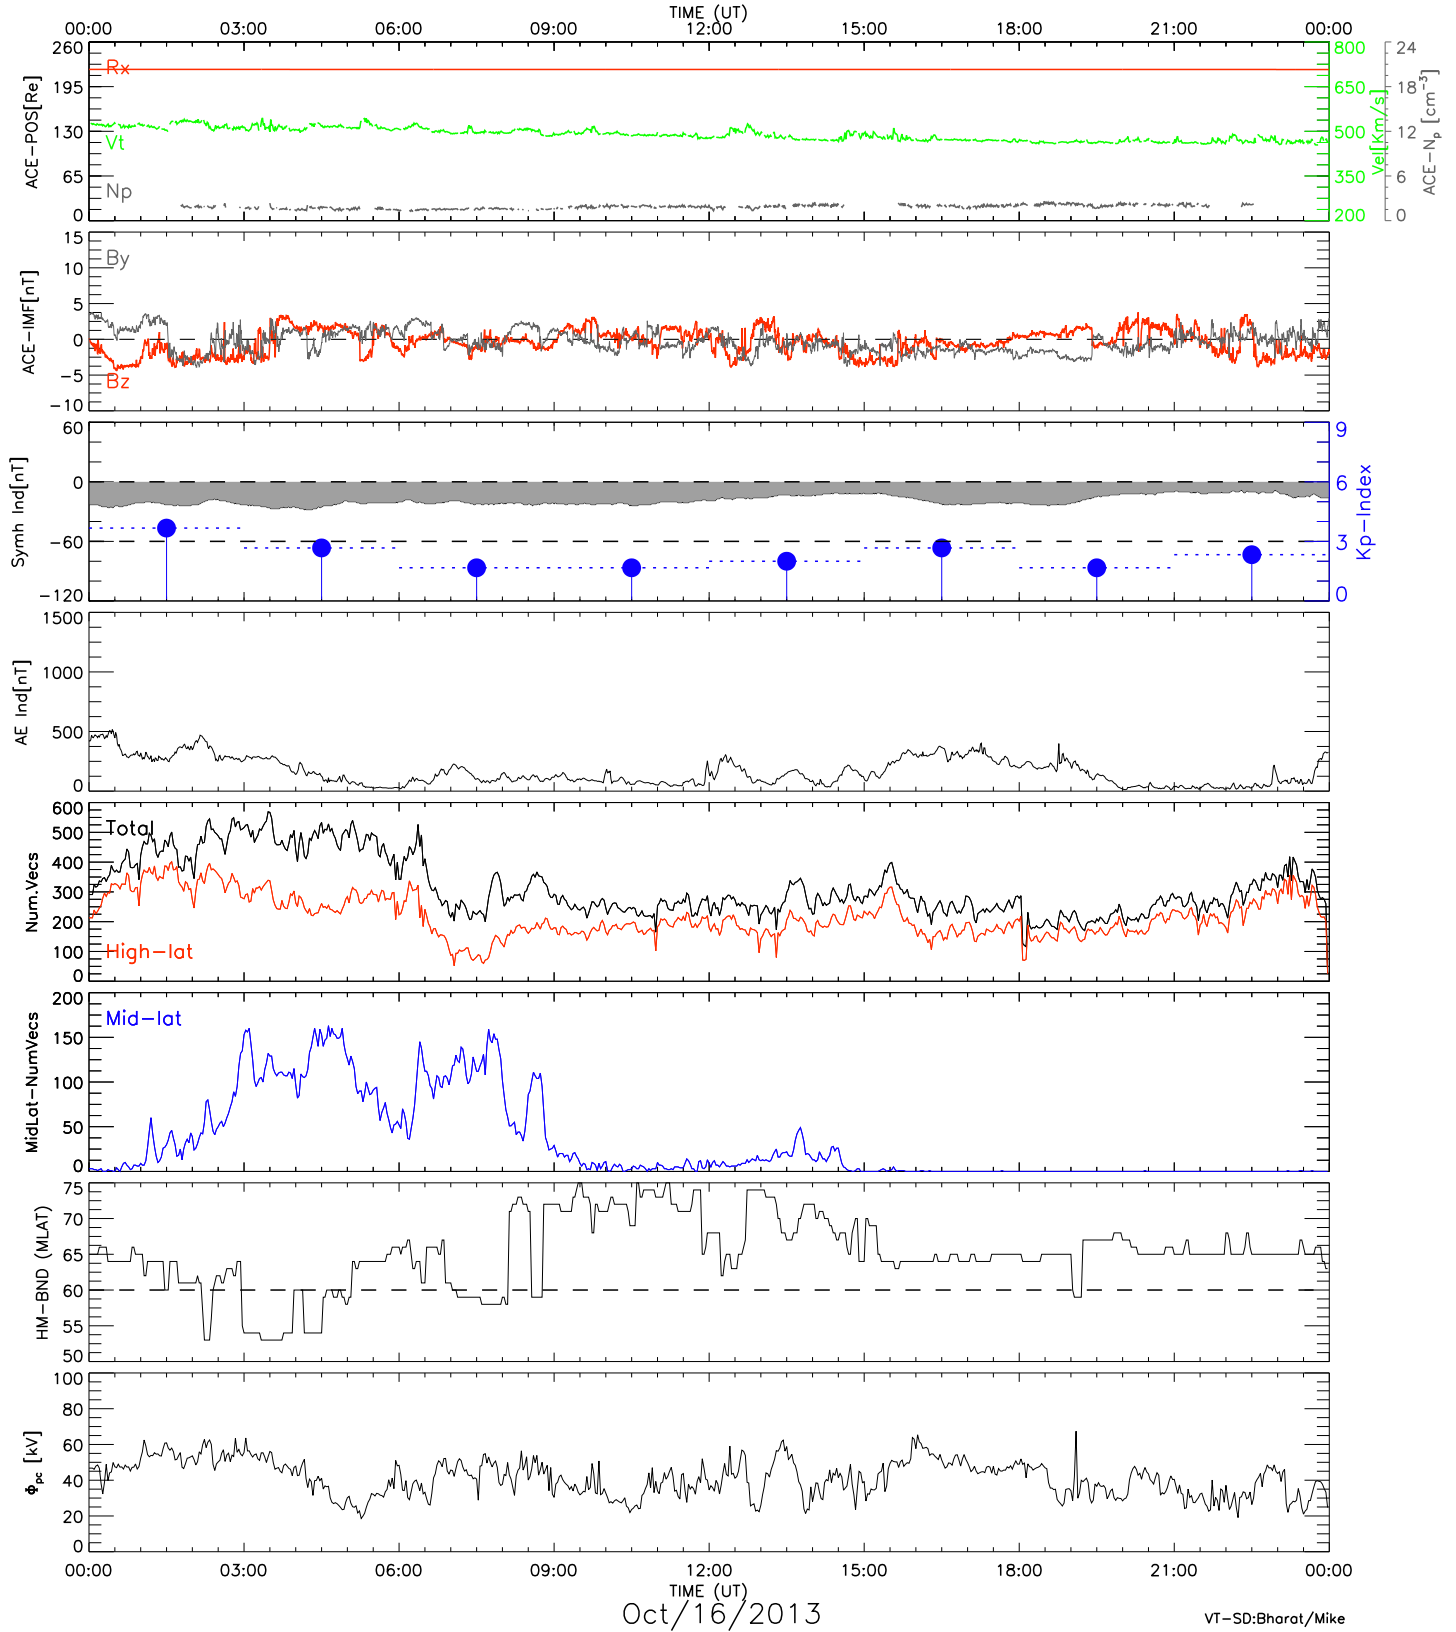 TIME (UT)
00:00 03:00 06:00 09:00 12:00 15:00 18:00 21:00 00:00
260 195 130 65 0
ACE-POS[Re]
Rx
Vt
Np
800 650 500 350 200
Vel[Km/s]
24 18 12 6 0
ACE-Np [cm⁻³]
15 10 5 0 -5 -10
ACE-IMF[nT]
By
Bz
60 0 -60 -120
Symh Ind[nT]
9 6 3 0
Kp-Index
1500 1000 500 0
AE Ind[nT]
600 500 400 300 200 100 0
Num.Vecs
Total
High-lat
200 150 100 50 0
MidLat-NumVecs
Mid-lat
75 70 65 60 55 50
HM-BND (MLAT)
100 80 60 40 20 0
Φpc [kV]
00:00 03:00 06:00 09:00 12:00 15:00 18:00 21:00 00:00
TIME (UT)
Oct/16/2013
VT-SD:Bharat/Mike